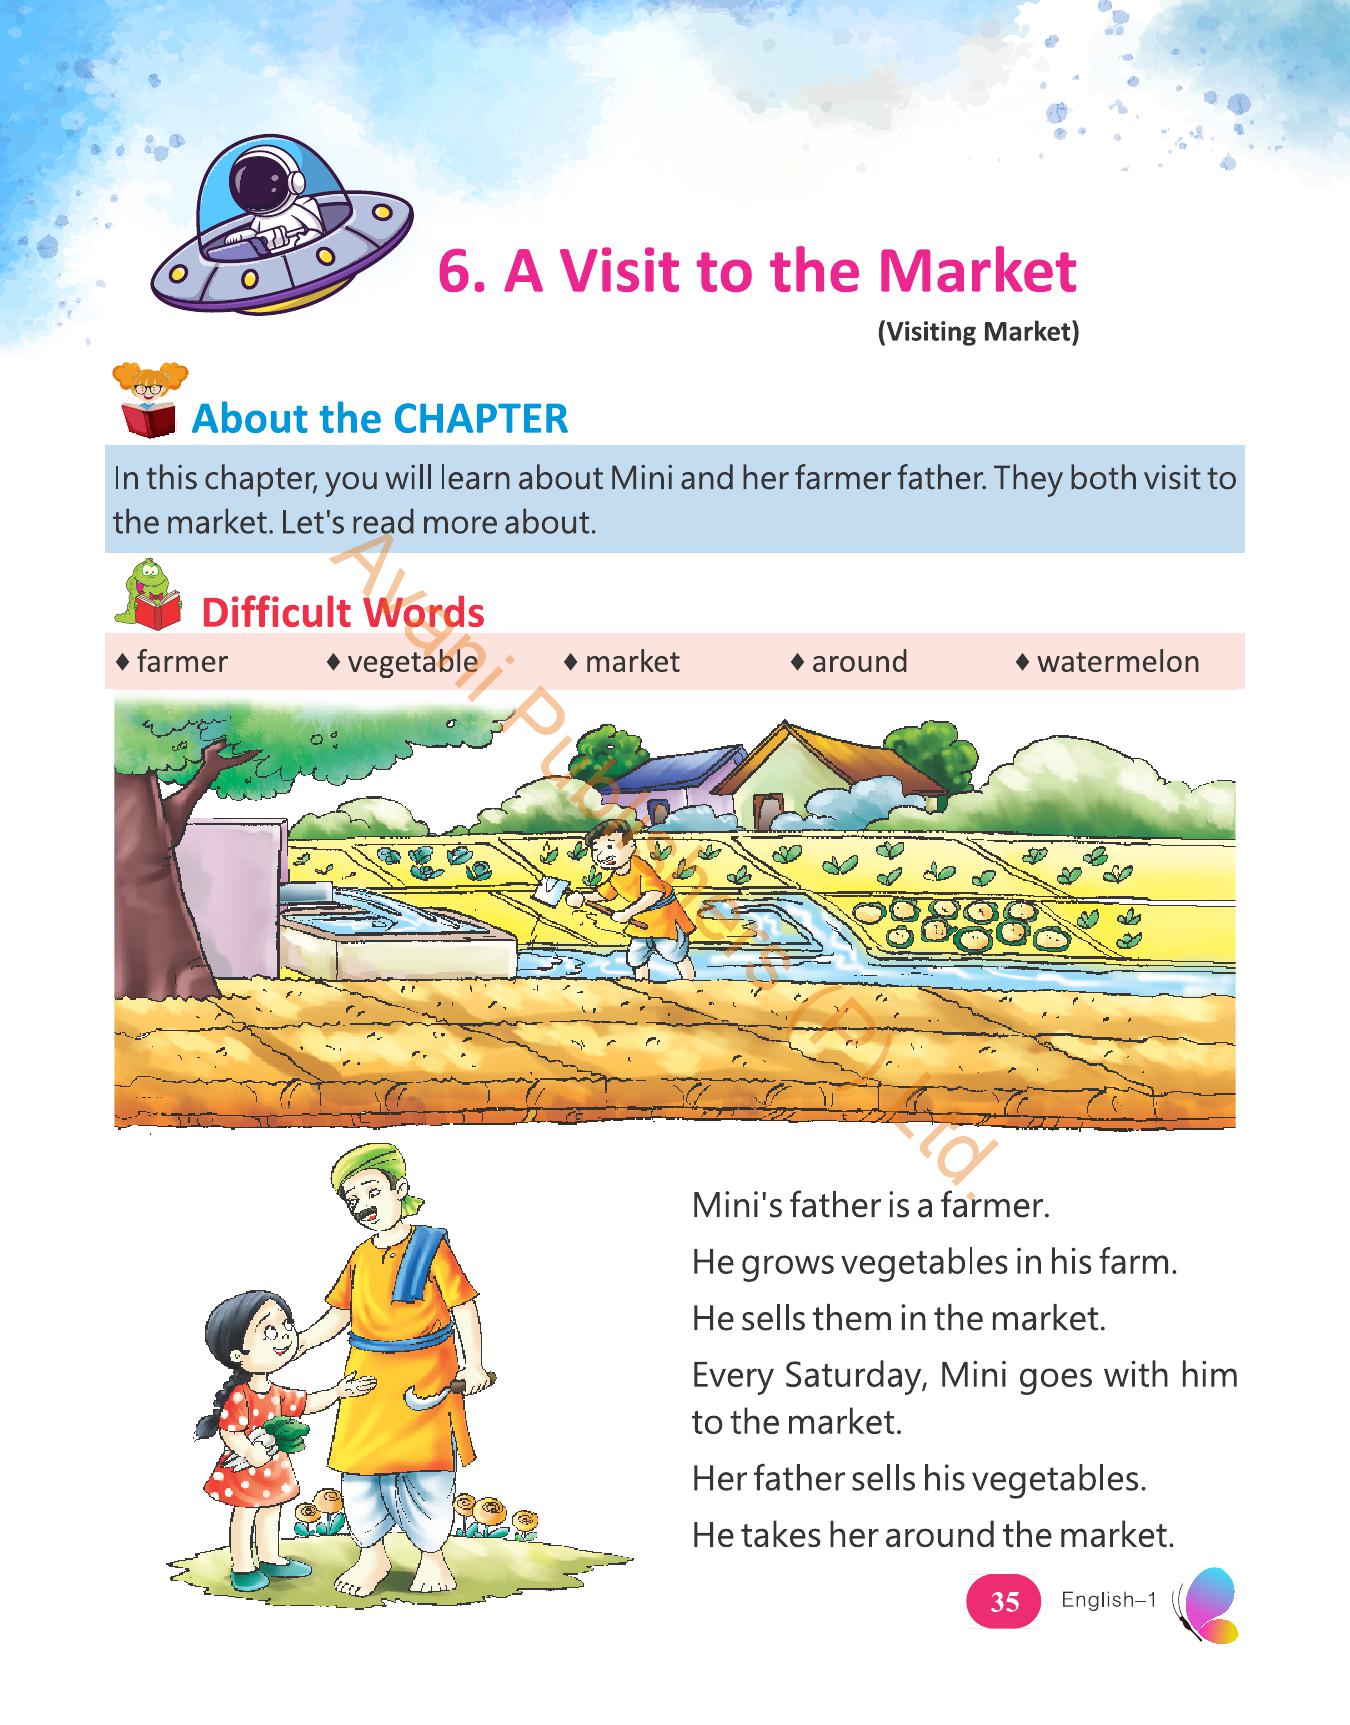 6. A Visit to the Market
(Visiting Market)
About the CHAPTER
In this chapter, you will learn about Mini and her farmer father. They both visit to
the market. Let's read more about.
Difficult Words
♦ farmer ♦ vegetable ♦ market ♦ around ♦ watermelon
Avani Publishers (P) Ltd.
Mini's father is a farmer.
He grows vegetables in his farm.
He sells them in the market.
Every Saturday, Mini goes with him
to the market.
Her father sells his vegetables.
He takes her around the market.
35 English–1